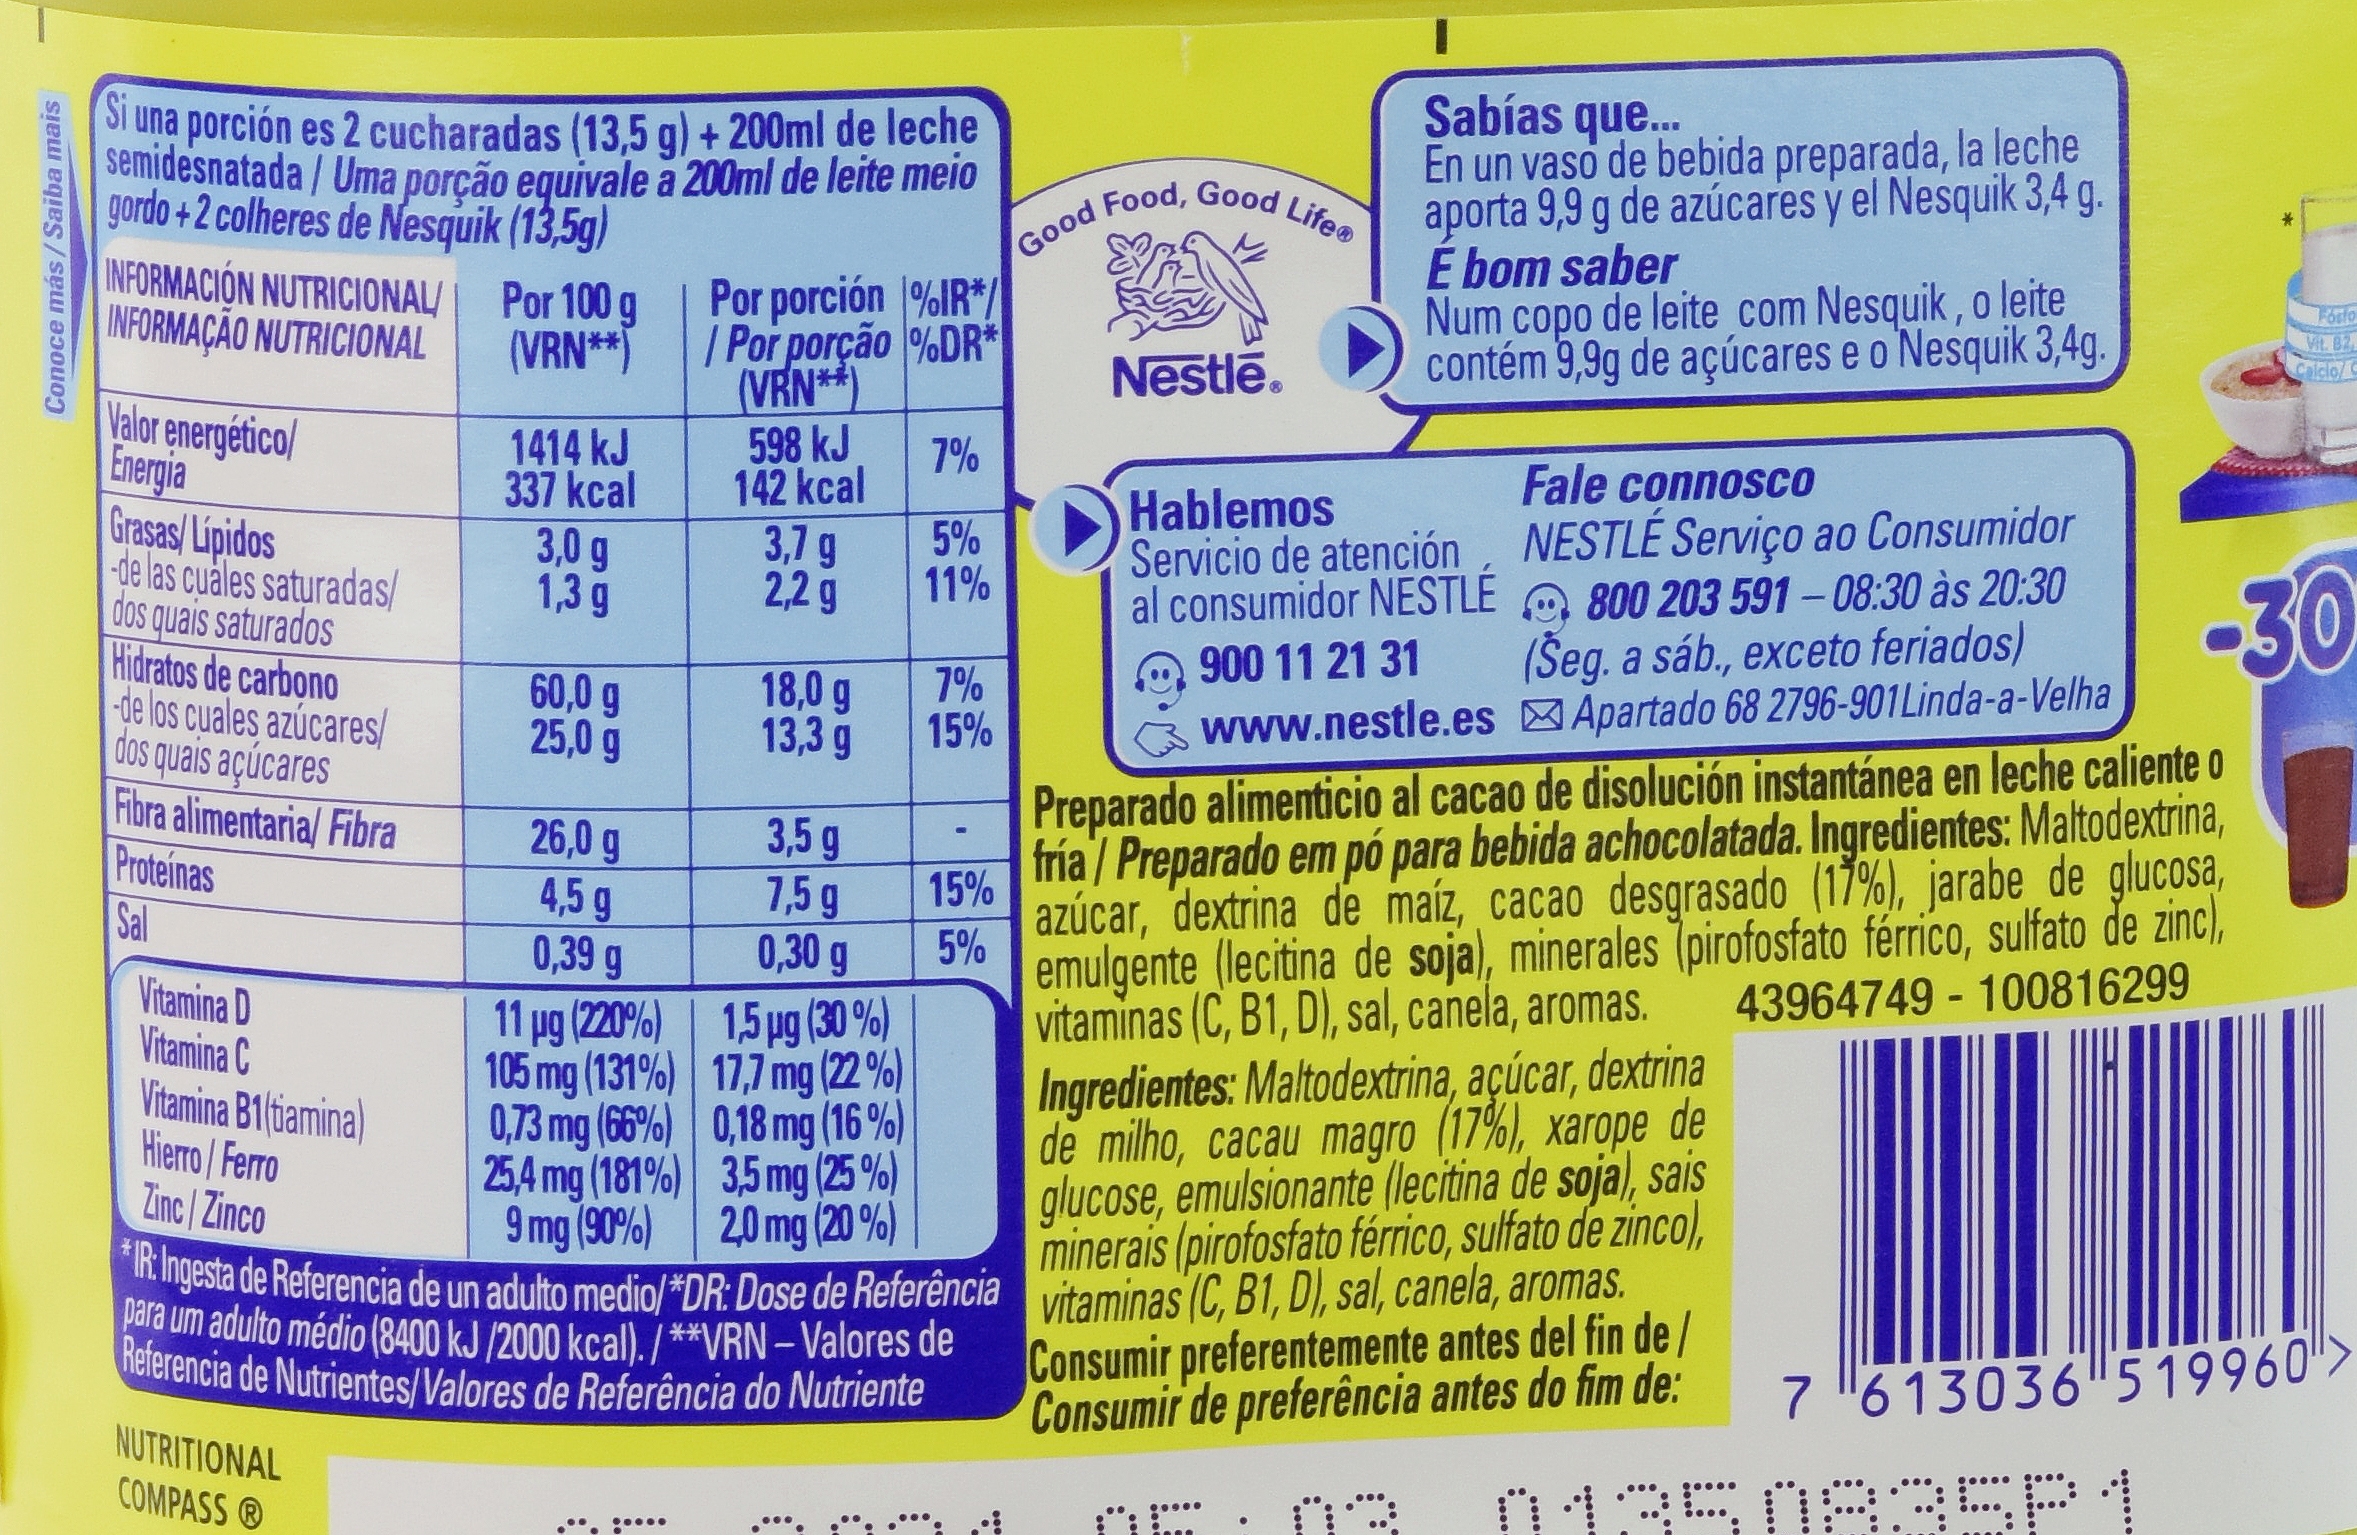 Conoce más / Saiba mais
Si una porción es 2 cucharadas (13,5 g) + 200ml de leche
semidesnatada / Uma porção equivale a 200ml de leite meio
gordo + 2 colheres de Nesquik (13,5g)
INFORMACIÓN NUTRICIONAL/
INFORMAÇÃO NUTRICIONAL
Por 100 g
(VRN**)
Por porción
/ Por porção
(VRN**)
%IR*/
%DR*
Valor energético/
Energia
1414 kJ 598 kJ 7%
337 kcal 142 kcal
Grasas/ Lípidos 3,0 g 3,7 g 5%
-de las cuales saturadas/ 1,3 g 2,2 g 11%
dos quais saturados
Hidratos de carbono 60,0 g 18,0 g 7%
-de los cuales azúcares/ 25,0 g 13,3 g 15%
dos quais açúcares
Fibra alimentaria/ Fibra 26,0 g 3,5 g -
Proteínas 4,5 g 7,5 g 15%
Sal 0,39 g 0,30 g 5%
Vitamina D 11 µg (220%) 1,5 µg (30 %)
Vitamina C 105 mg (131%) 17,7 mg (22 %)
Vitamina B1(tiamina) 0,73 mg (66%) 0,18 mg (16 %)
Hierro / Ferro 25,4 mg (181%) 3,5 mg (25 %)
Zinc / Zinco 9 mg (90%) 2,0 mg (20 %)
*IR: Ingesta de Referencia de un adulto medio/*DR: Dose de Referência
para um adulto médio (8400 kJ /2000 kcal). / **VRN – Valores de
Referencia de Nutrientes/Valores de Referência do Nutriente
NUTRITIONAL
COMPASS ®
Good Food, Good Life®
Nestlé®
Sabías que...
En un vaso de bebida preparada, la leche
aporta 9,9 g de azúcares y el Nesquik 3,4 g.
É bom saber
Num copo de leite com Nesquik, o leite
contém 9,9g de açúcares e o Nesquik 3,4g.
Hablemos
Servicio de atención
al consumidor NESTLÉ
900 11 21 31
www.nestle.es
Fale connosco
NESTLÉ Serviço ao Consumidor
800 203 591 – 08:30 às 20:30
(Seg. a sáb., exceto feriados)
Apartado 68 2796-901Linda-a-Velha
Preparado alimenticio al cacao de disolución instantánea en leche caliente o
fría / Preparado em pó para bebida achocolatada. Ingredientes: Maltodextrina,
azúcar, dextrina de maíz, cacao desgrasado (17%), jarabe de glucosa,
emulgente (lecitina de soja), minerales (pirofosfato férrico, sulfato de zinc),
vitaminas (C, B1, D), sal, canela, aromas.
43964749 - 100816299
Ingredientes: Maltodextrina, açúcar, dextrina
de milho, cacau magro (17%), xarope de
glucose, emulsionante (lecitina de soja), sais
minerais (pirofosfato férrico, sulfato de zinco),
vitaminas (C, B1, D), sal, canela, aromas.
Consumir preferentemente antes del fin de /
Consumir de preferência antes do fim de:
7 613036 519960 >
*
Vit. B2,
Calcio/
-30